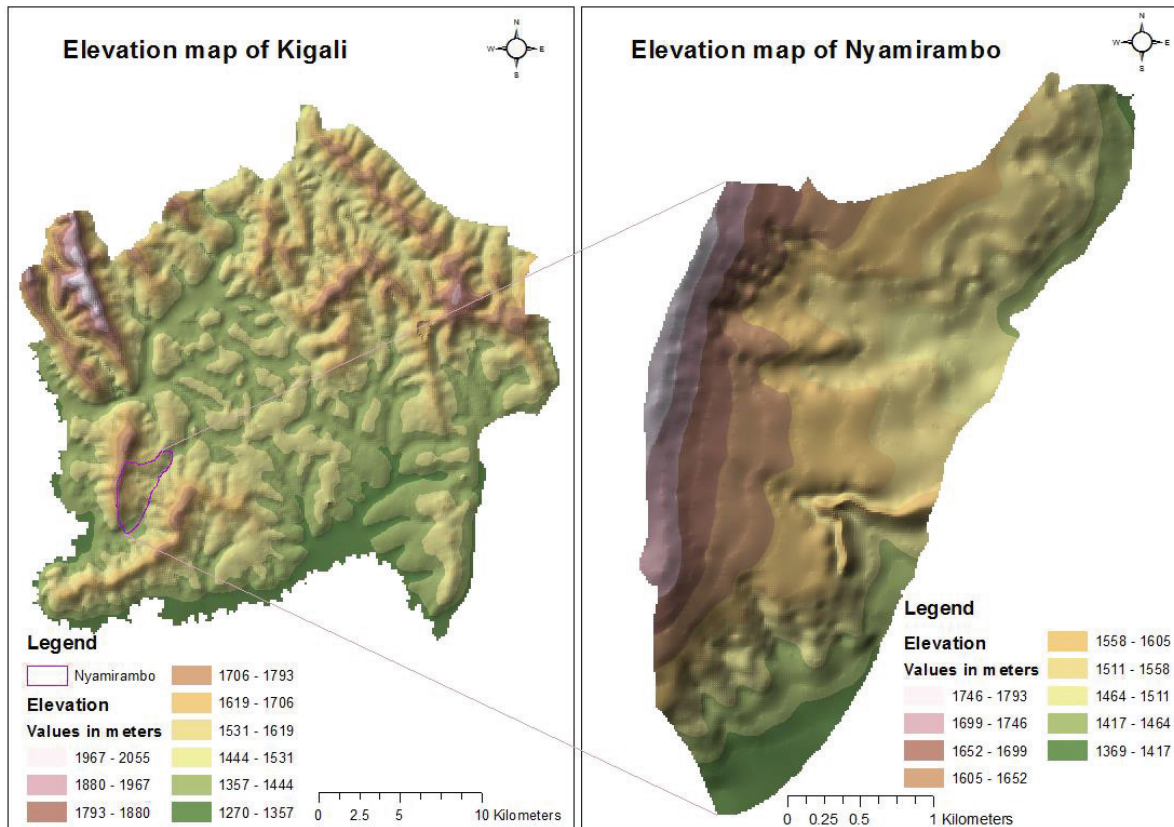 Elevation map of Kigali
N
W E
S
Legend
Nyamirambo
Elevation
Values in meters
1967 - 2055
1880 - 1967
1793 - 1880
1706 - 1793
1619 - 1706
1531 - 1619
1444 - 1531
1357 - 1444
1270 - 1357
0 2.5 5 10 Kilometers
Elevation map of Nyamirambo
N
W E
S
Legend
Elevation
Values in meters
1746 - 1793
1699 - 1746
1652 - 1699
1605 - 1652
1558 - 1605
1511 - 1558
1464 - 1511
1417 - 1464
1369 - 1417
0 0.25 0.5 1 Kilometers